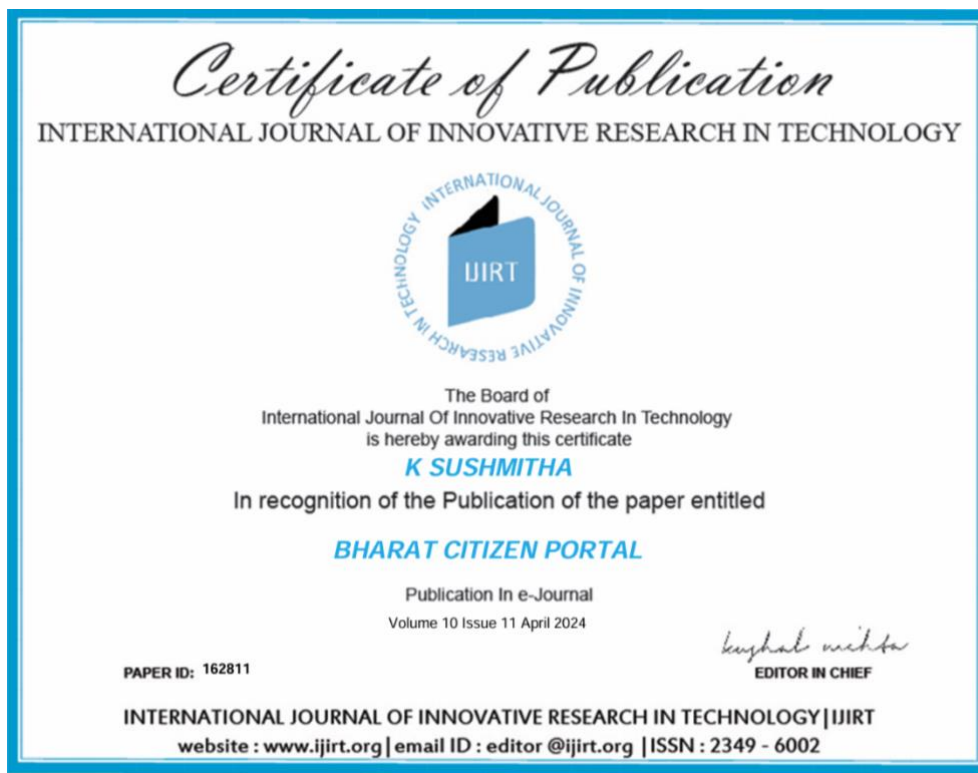 Certificate of Publication
INTERNATIONAL JOURNAL OF INNOVATIVE RESEARCH IN TECHNOLOGY
INTERNATIONAL JOURNAL OF INNOVATIVE RESEARCH IN TECHNOLOGY
IJIRT
The Board of
International Journal Of Innovative Research In Technology
is hereby awarding this certificate
K SUSHMITHA
In recognition of the Publication of the paper entitled
BHARAT CITIZEN PORTAL
Publication In e-Journal
Volume 10 Issue 11 April 2024
kushal mehta
PAPER ID: 162811
EDITOR IN CHIEF
INTERNATIONAL JOURNAL OF INNOVATIVE RESEARCH IN TECHNOLOGY|IJIRT
website : www.ijirt.org| email ID : editor @ijirt.org |ISSN : 2349 - 6002